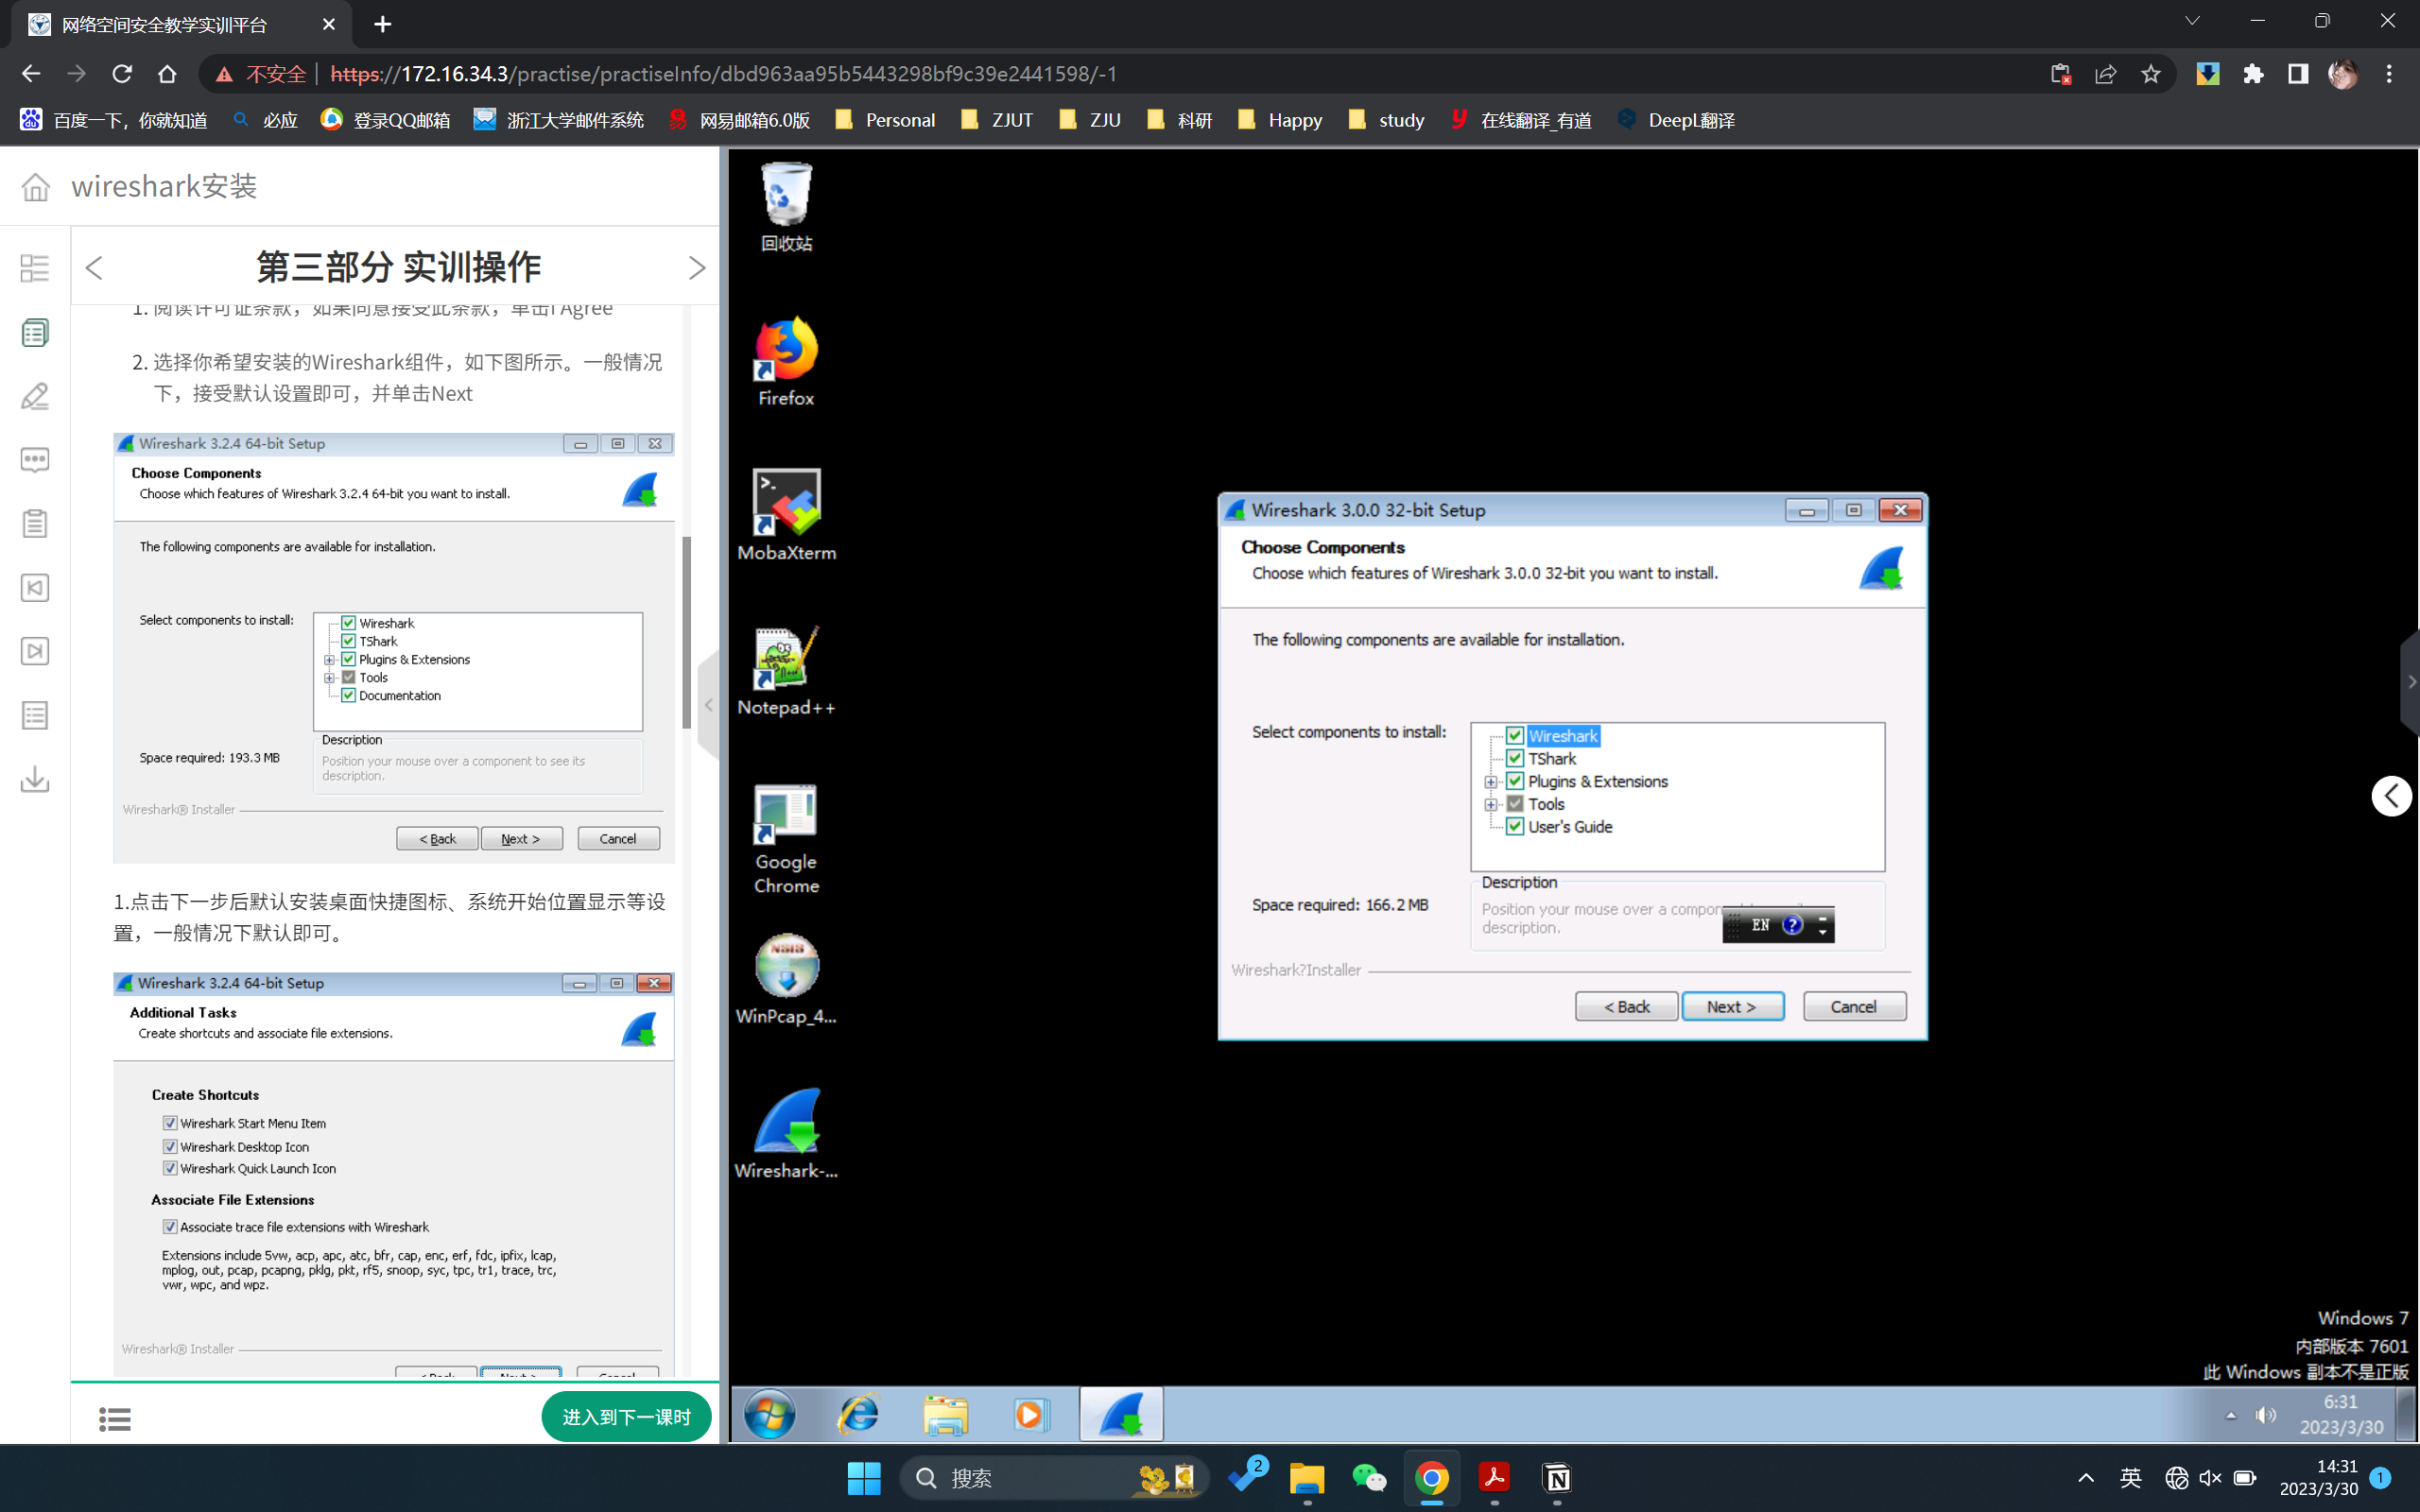 网络空间安全教学实训平台
不安全 | https://172.16.34.3/practise/practiseInfo/dbd963aa95b5443298bf9c39e2441598/-1
百度一下，你就知道 必应 登录QQ邮箱 浙江大学邮件系统 网易邮箱6.0版 Personal ZJUT ZJU 科研 Happy study 在线翻译_有道 DeepL翻译
wireshark安装
第三部分 实训操作
1. 阅读许可证条款，如果同意接受此条款，单击I Agree
2. 选择你希望安装的Wireshark组件，如下图所示。一般情况
下，接受默认设置即可，并单击Next
Wireshark 3.2.4 64-bit Setup
Choose Components
Choose which features of Wireshark 3.2.4 64-bit you want to install.
The following components are available for installation.
Select components to install:
Wireshark
TShark
Plugins & Extensions
Tools
Documentation
Space required: 193.3 MB
Description
Position your mouse over a component to see its
description.
Wireshark® Installer
< Back Next > Cancel
1.点击下一步后默认安装桌面快捷图标、系统开始位置显示等设
置，一般情况下默认即可。
Wireshark 3.2.4 64-bit Setup
Additional Tasks
Create shortcuts and associate file extensions.
Create Shortcuts
Wireshark Start Menu Item
Wireshark Desktop Icon
Wireshark Quick Launch Icon
Associate File Extensions
Associate trace file extensions with Wireshark
Extensions include 5vw, acp, apc, atc, bfr, cap, enc, erf, fdc, ipfix, lcap,
mplog, out, pcap, pcapng, pklg, pkt, rf5, snoop, syc, tpc, tr1, trace, trc,
vwr, wpc, and wpz.
Wireshark® Installer
< Back Next > Cancel
进入到下一课时
回收站
Firefox
MobaXterm
Notepad++
Google
Chrome
NSIS
WinPcap_4...
Wireshark-...
Wireshark 3.0.0 32-bit Setup
Choose Components
Choose which features of Wireshark 3.0.0 32-bit you want to install.
The following components are available for installation.
Select components to install:
Wireshark
TShark
Plugins & Extensions
Tools
User's Guide
Space required: 166.2 MB
Description
Position your mouse over a
description.
EN
Wireshark?Installer
< Back Next > Cancel
Windows 7
内部版本 7601
此 Windows 副本不是正版
6:31
2023/3/30
搜索
2
英
14:31
2023/3/30
1